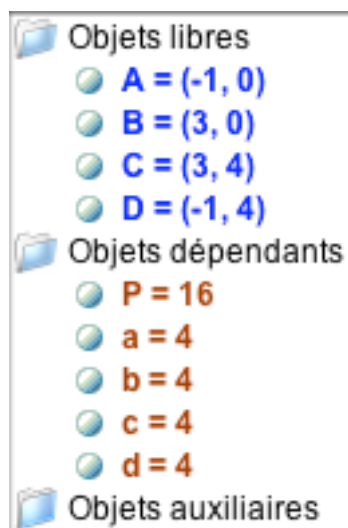 Objets libres
A = (-1, 0)
B = (3, 0)
C = (3, 4)
D = (-1, 4)
Objets dépendants
P = 16
a = 4
b = 4
c = 4
d = 4
Objets auxiliaires